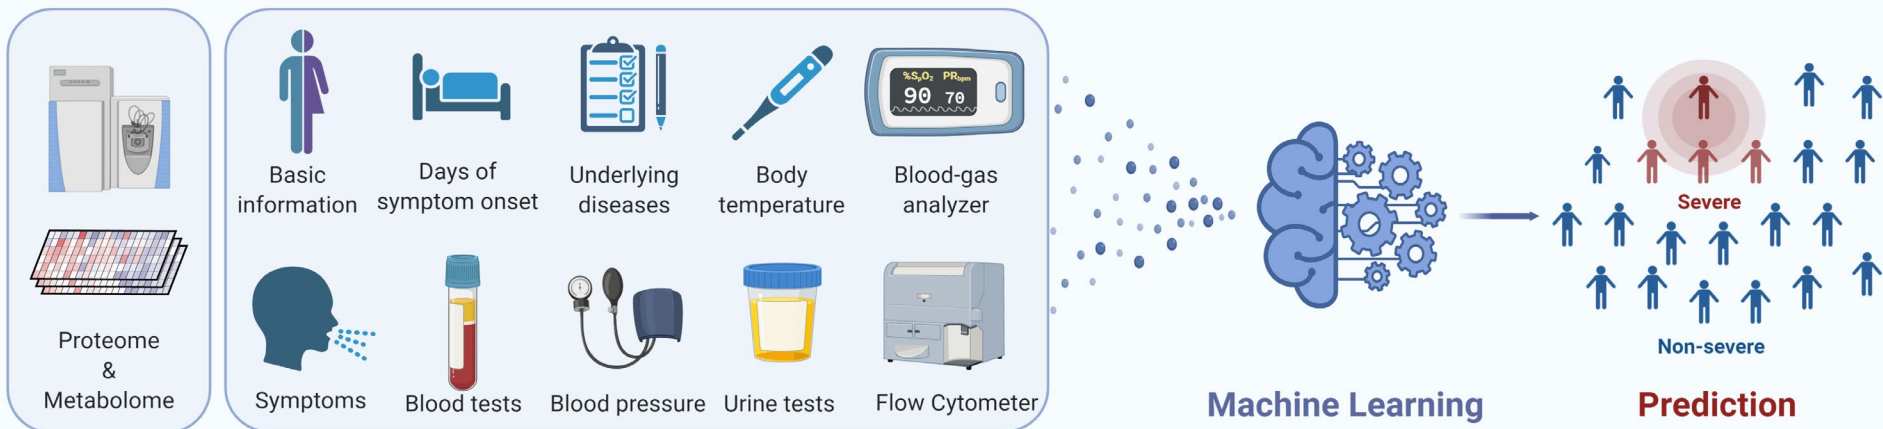 Proteome
&
Metabolome
Basic
information
Days of
symptom onset
Underlying
diseases
Body
temperature
%SpO₂ PRbpm
90 70
Blood-gas
analyzer
Symptoms
Blood tests
Blood pressure
Urine tests
Flow Cytometer
Machine Learning
Severe
Non-severe
Prediction